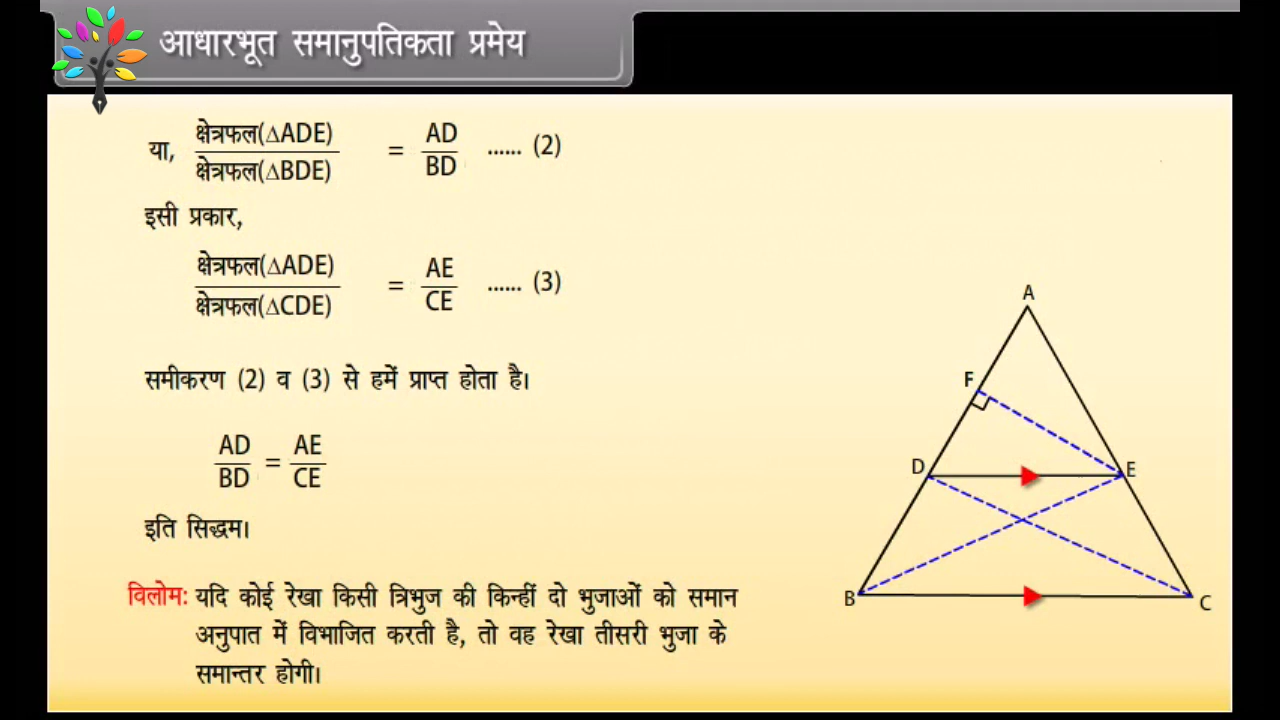 आधारभूत समानुपतिकता प्रमेय
या, क्षेत्रफल(∆ADE) / क्षेत्रफल(∆BDE) = AD / BD ...... (2)
इसी प्रकार,
क्षेत्रफल(∆ADE) / क्षेत्रफल(∆CDE) = AE / CE ...... (3)
समीकरण (2) व (3) से हमें प्राप्त होता है।
AD / BD = AE / CE
इति सिद्धम।
विलोम: यदि कोई रेखा किसी त्रिभुज की किन्हीं दो भुजाओं को समान
अनुपात में विभाजित करती है, तो वह रेखा तीसरी भुजा के
समान्तर होगी।
A
F
D E
B C